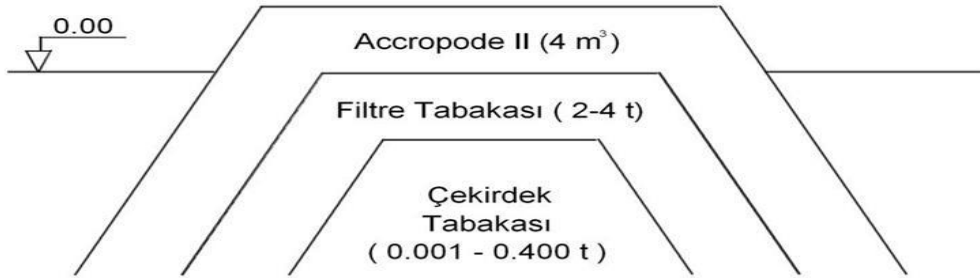 0.00
Accropode II (4 m³)
Filtre Tabakası ( 2-4 t)
Çekirdek
Tabakası
( 0.001 - 0.400 t )